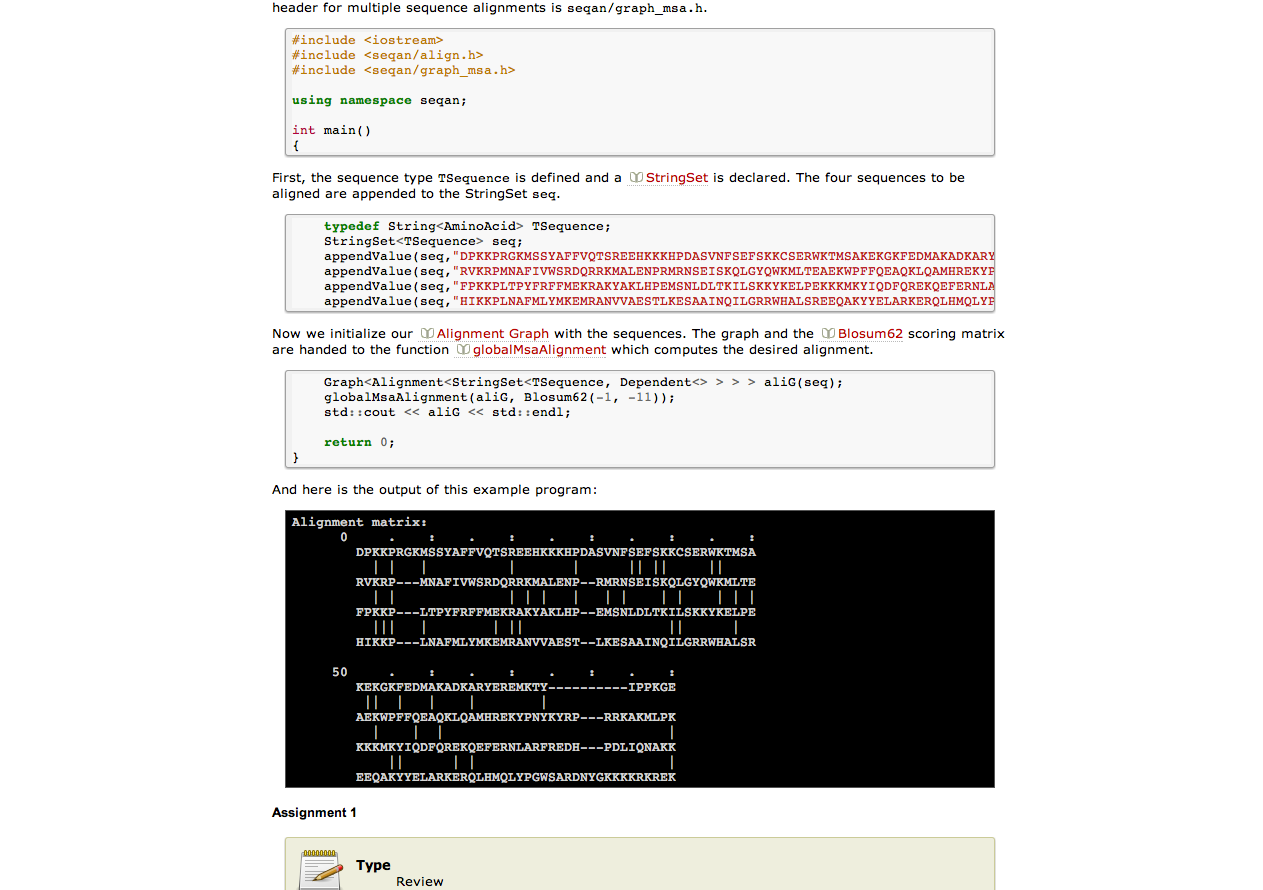 header for multiple sequence alignments is seqan/graph_msa.h.
#include <iostream>
#include <seqan/align.h>
#include <seqan/graph_msa.h>
using namespace seqan;
int main()
{
First, the sequence type TSequence is defined and a StringSet is declared. The four sequences to be
aligned are appended to the StringSet seq.
typedef String<AminoAcid> TSequence;
StringSet<TSequence> seq;
appendValue(seq,"DPKKPRGKMSSYAFFVQTSREEHKKKHPDASVNFSEFSKKCSERWKTMSAKEKGKFEDMAKADKARY
appendValue(seq,"RVKRPMNAFIVWSRDQRRKMALENPRMRNSEISKQLGYQWKMLTEAEKWPFFQEAQKLQAMHREKYP
appendValue(seq,"FPKKPLTPYFRFFMEKRAKYAKLHPEMSNLDLTKILSKKYKELPEKKKMKYIQDFQREKQEFERNLA
appendValue(seq,"HIKKPLNAFMLYMKEMRANVVAESTLKESAAINQILGRRWHALSREEQAKYYELARKERQLHMQLYP
Now we initialize our Alignment Graph with the sequences. The graph and the Blosum62 scoring matrix
are handed to the function globalMsaAlignment which computes the desired alignment.
Graph<Alignment<StringSet<TSequence, Dependent<> > > > aliG(seq);
globalMsaAlignment(aliG, Blosum62(-1, -11));
std::cout << aliG << std::endl;
return 0;
}
And here is the output of this example program:
Alignment matrix:
0     .    :    .    :    .    :    .    :    .    :
DPKKPRGKMSSYAFFVQTSREEHKKKHPDASVNFSEFSKKCSERWKTMSA
  | |   |          |       |      || ||     ||
RVKRP---MNAFIVWSRDQRRKMALENP--RMRNSEISKQLGYQWKMLTE
  | |              | | |   |   | |    | |    | | |
FPKKP---LTPYFRFFMEKRAKYAKLHP--EMSNLDLTKILSKKYKELPE
  |||   |        | ||                  ||      |
HIKKP---LNAFMLYMKEMRANVVAEST--LKESAAINQILGRRWHALSR
50     .    :    .    :    .    :    .    :
KEKGKFEDMAKADKARYEREMKTY----------IPPKGE
 ||  |   |    |        |
AEKWPFFQEAQKLQAMHREKYPNYKYRP---RRKAKMLPK
  |    |  |                            |
KKKMKYIQDFQREKQEFERNLARFREDH---PDLIQNAKK
    ||      | |                        |
EEQAKYYELARKERQLHMQLYPGWSARDNYGKKKKRKREK
Assignment 1
Type
Review